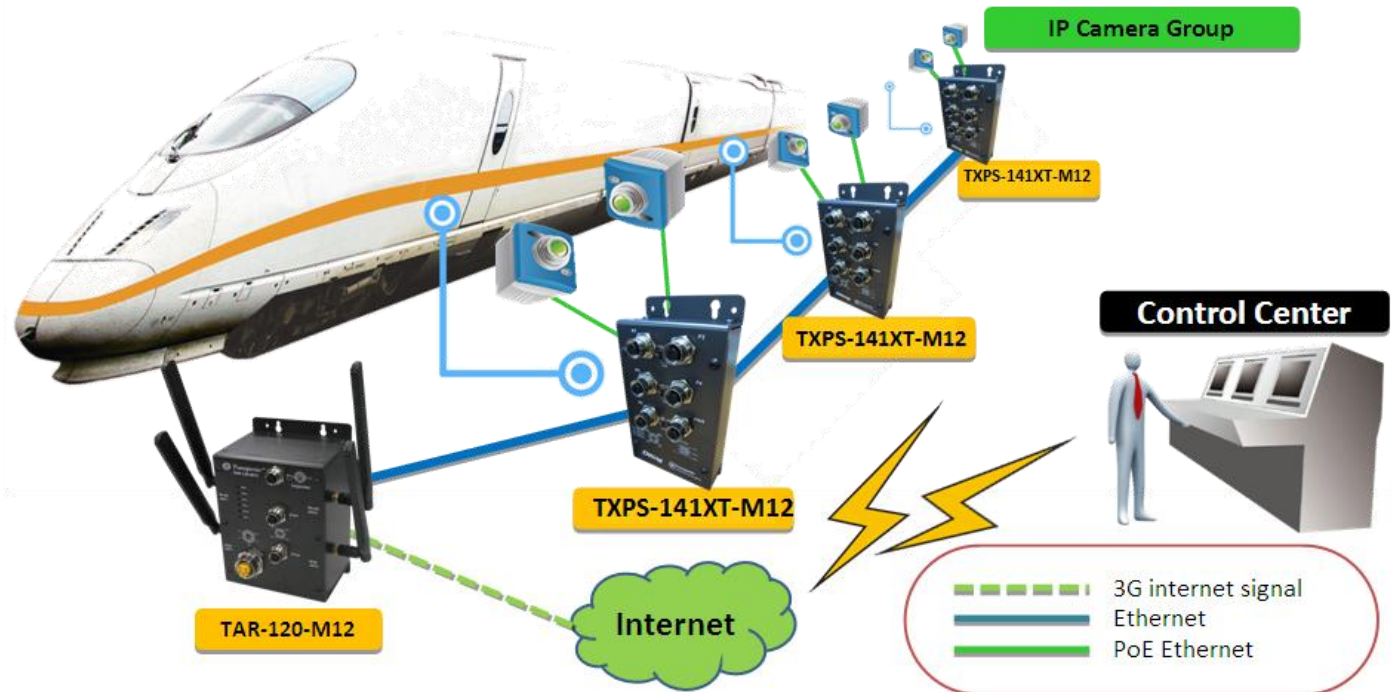 IP Camera Group
TXPS-141XT-M12
TXPS-141XT-M12
Control Center
TXPS-141XT-M12
TAR-120-M12
Internet
3G internet signal
Ethernet
PoE Ethernet